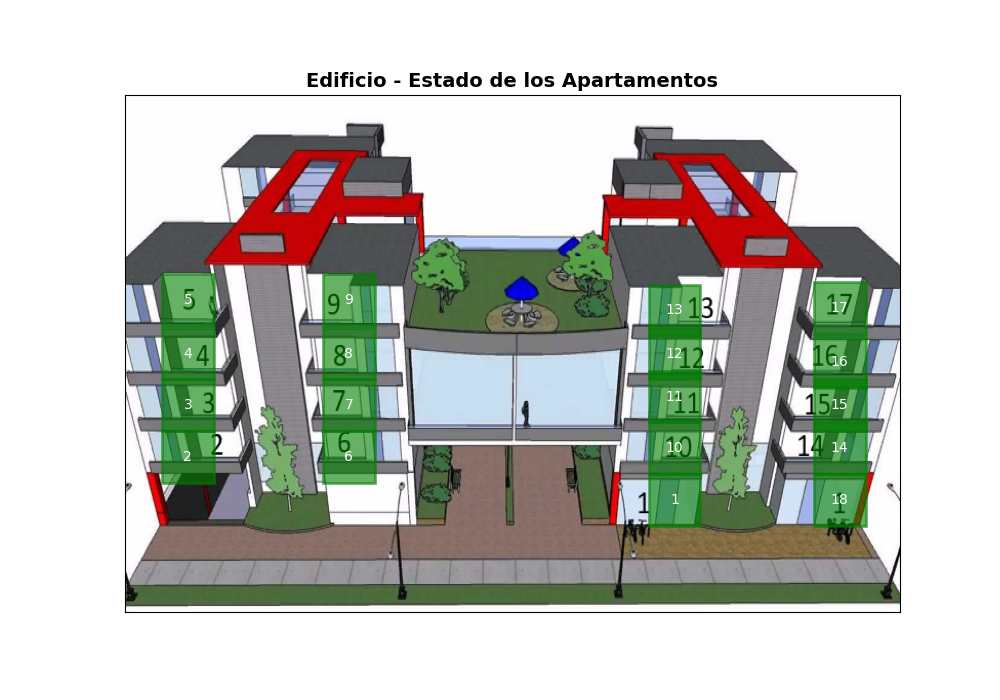 Edificio - Estado de los Apartamentos
5 5 9 9 13 13 17 17
4 4 8 8 12 12 16 16
3 3 7 7 11 11 15 15
2 2 6 6 10 10 14 14
1 1 1 18